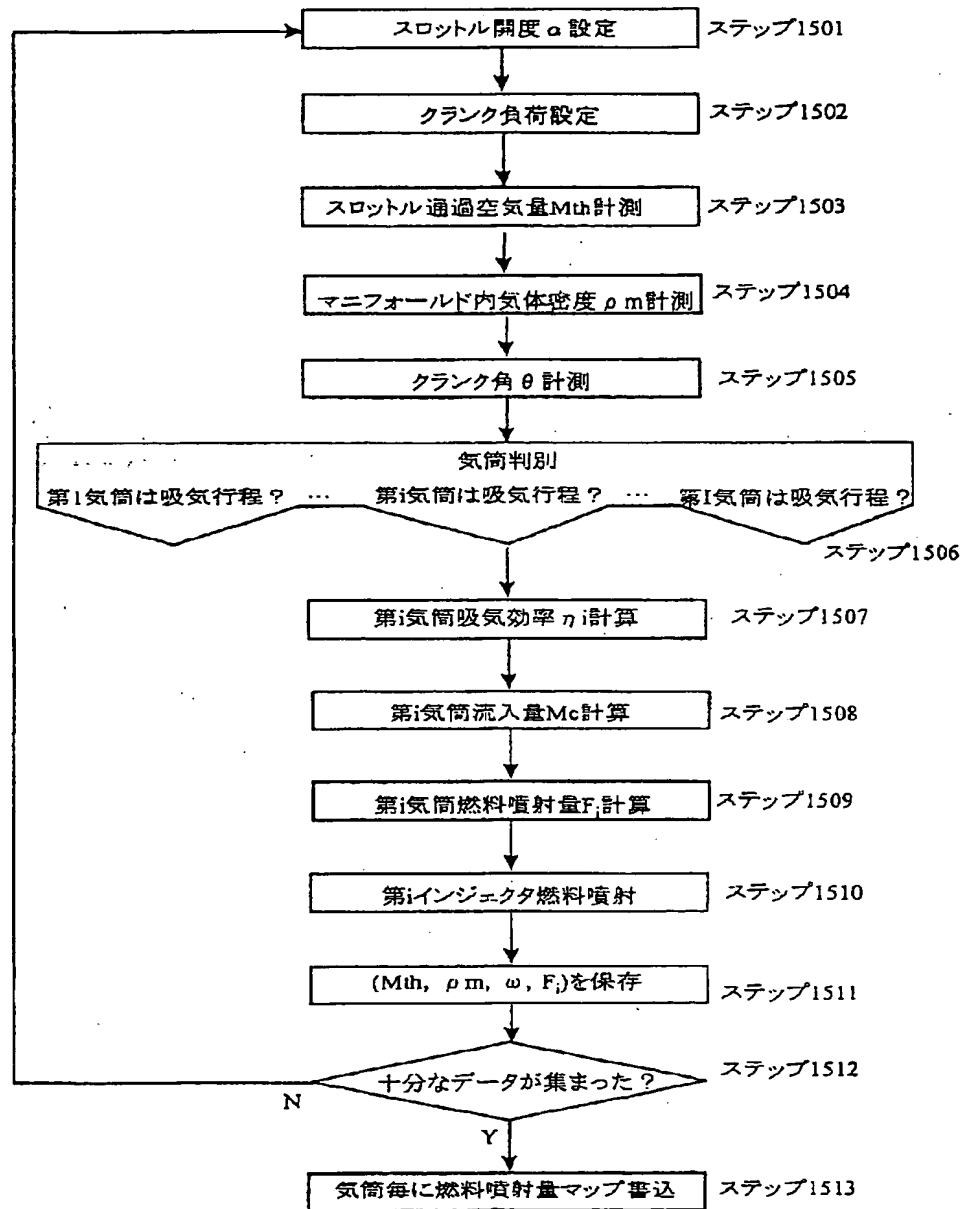 スロットル開度α設定 ステップ1501
クランク負荷設定 ステップ1502
スロットル通過空気量Mth計測 ステップ1503
マニフォールド内気体密度ρm計測 ステップ1504
クランク角θ計測 ステップ1505
気筒判別
第1気筒は吸気行程? … 第i気筒は吸気行程? … 第I気筒は吸気行程?
ステップ1506
第i気筒吸気効率ηi計算 ステップ1507
第i気筒流入量Mc計算 ステップ1508
第i気筒燃料噴射量Fi計算 ステップ1509
第iインジェクタ燃料噴射 ステップ1510
(Mth, ρm, ω, Fi)を保存 ステップ1511
十分なデータが集まった? ステップ1512
N
Y
気筒毎に燃料噴射量マップ書込 ステップ1513